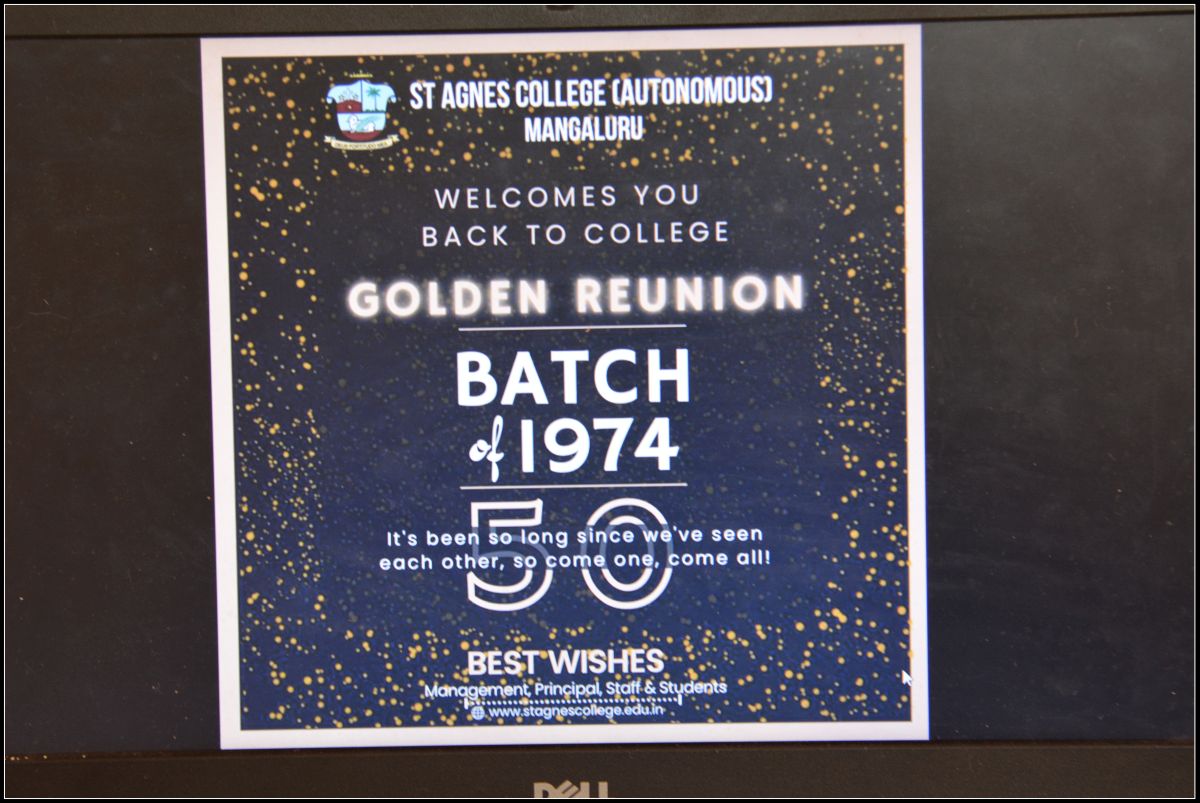 ST AGNES COLLEGE (AUTONOMOUS)
MANGALURU
WELCOMES YOU
BACK TO COLLEGE
GOLDEN REUNION
BATCH
of 1974
50
It's been so long since we've seen
each other, so come one, come all!
BEST WISHES
Management, Principal, Staff & Students
www.stagnescollege.edu.in
DELL